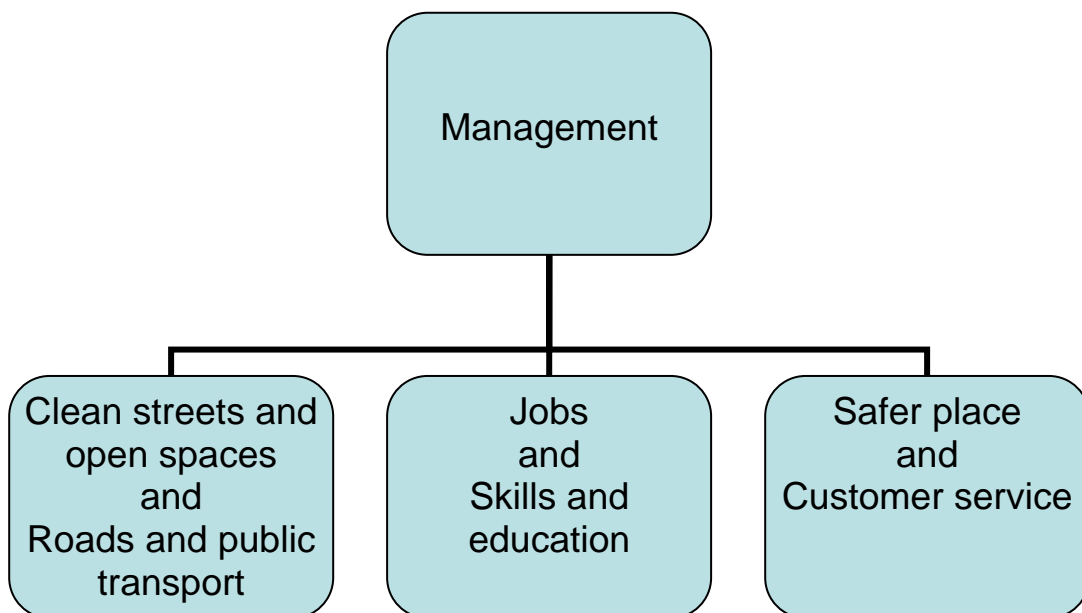 Management
Clean streets and
open spaces
and
Roads and public
transport
Jobs
and
Skills and
education
Safer place
and
Customer service